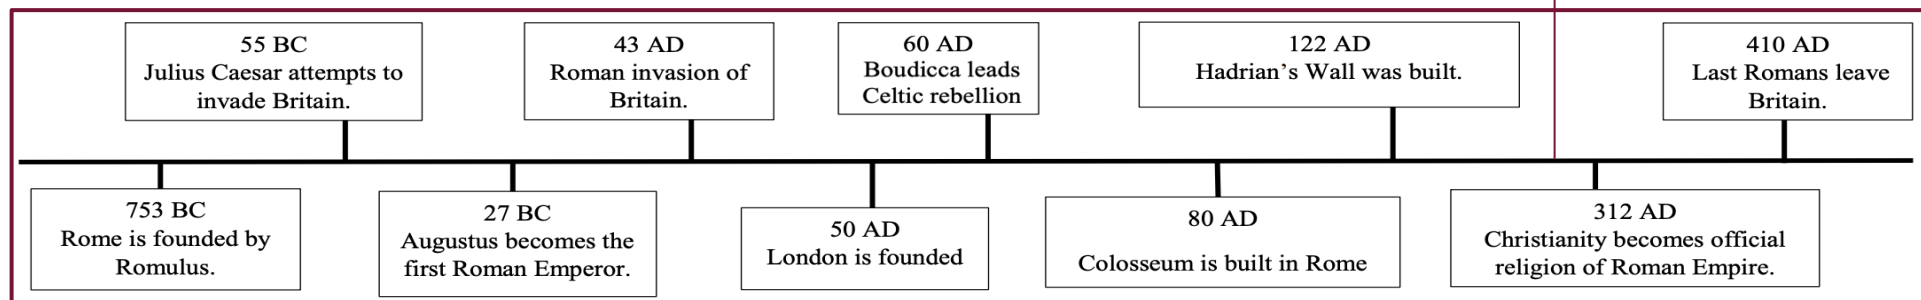 55 BC
Julius Caesar attempts to
invade Britain.
43 AD
Roman invasion of
Britain.
60 AD
Boudicca leads
Celtic rebellion
122 AD
Hadrian’s Wall was built.
410 AD
Last Romans leave
Britain.
753 BC
Rome is founded by
Romulus.
27 BC
Augustus becomes the
first Roman Emperor.
50 AD
London is founded
80 AD
Colosseum is built in Rome
312 AD
Christianity becomes official
religion of Roman Empire.